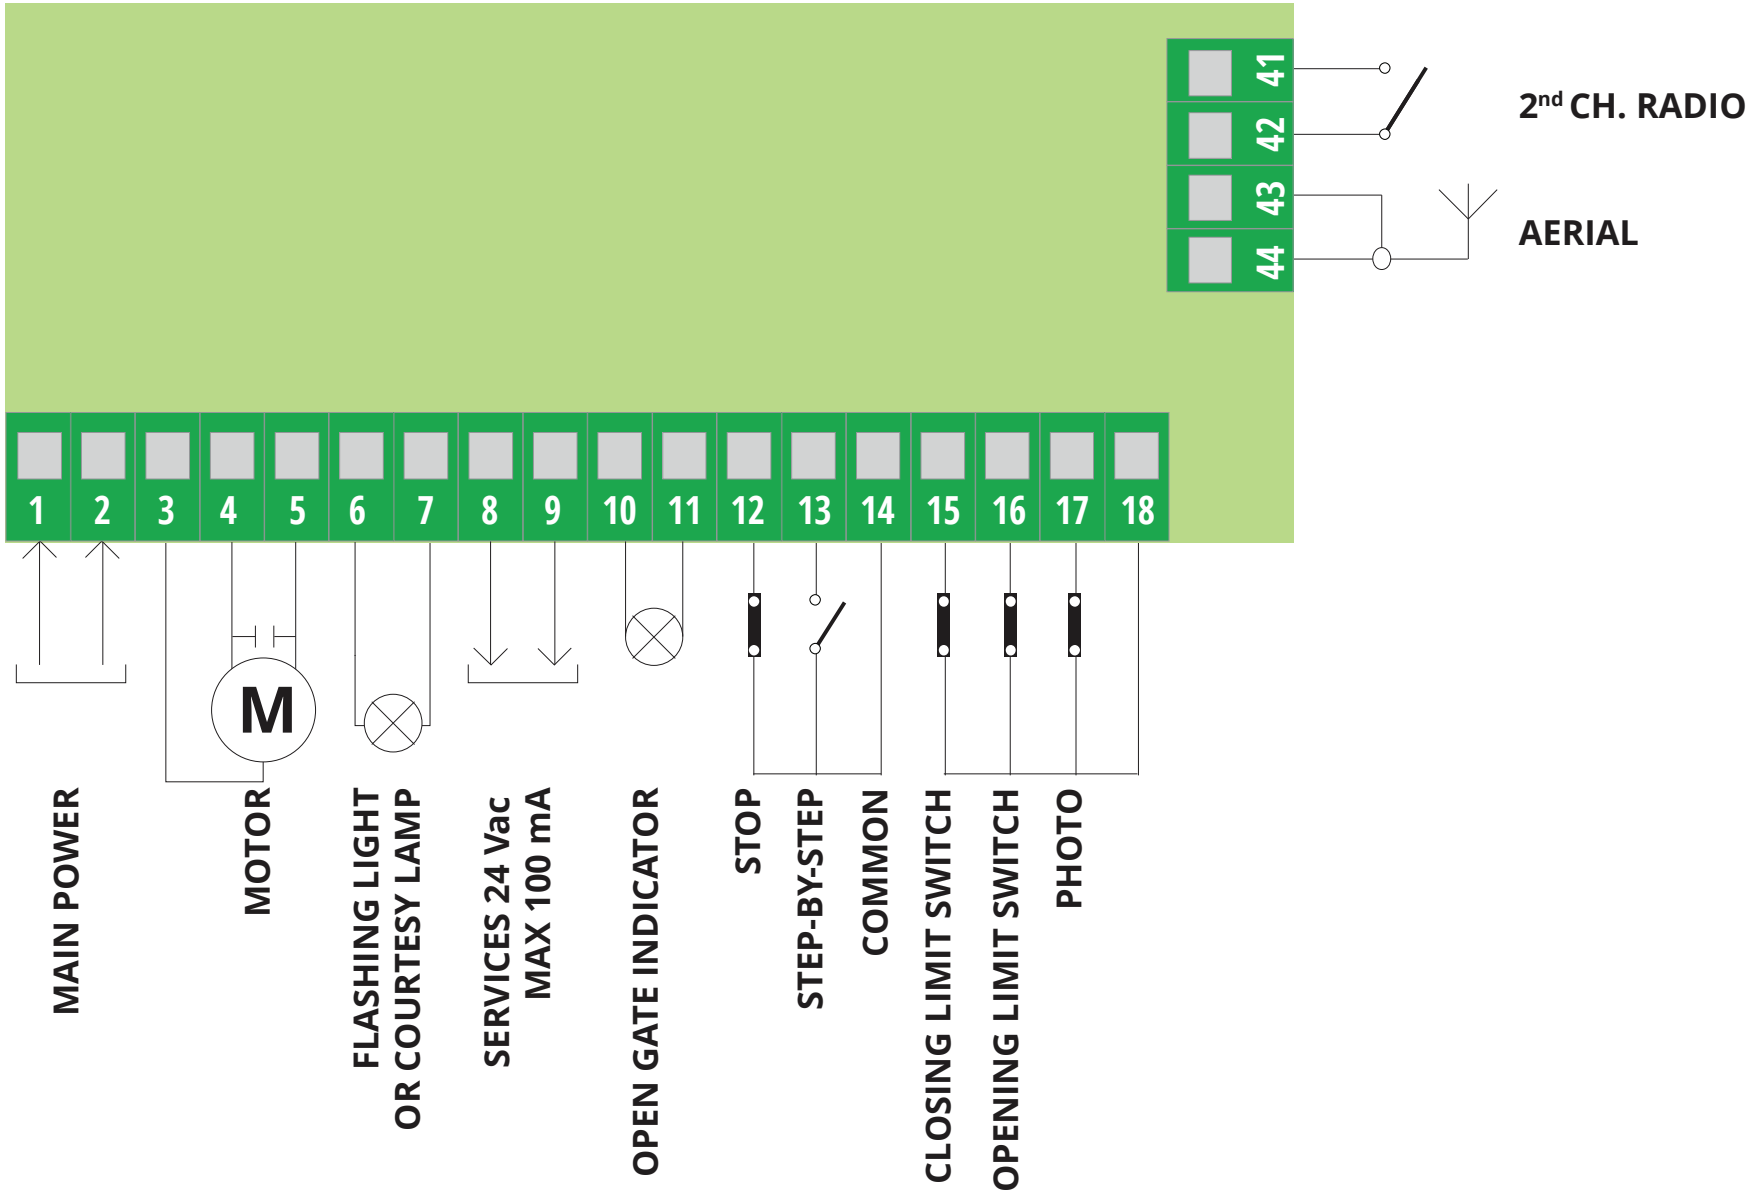 41
42
43
44
2nd CH. RADIO
AERIAL
1 2 3 4 5 6 7 8 9 10 11 12 13 14 15 16 17 18
M
MAIN POWER
MOTOR
FLASHING LIGHT
OR COURTESY LAMP
SERVICES 24 Vac
MAX 100 mA
OPEN GATE INDICATOR
STOP
STEP-BY-STEP
COMMON
CLOSING LIMIT SWITCH
OPENING LIMIT SWITCH
PHOTO